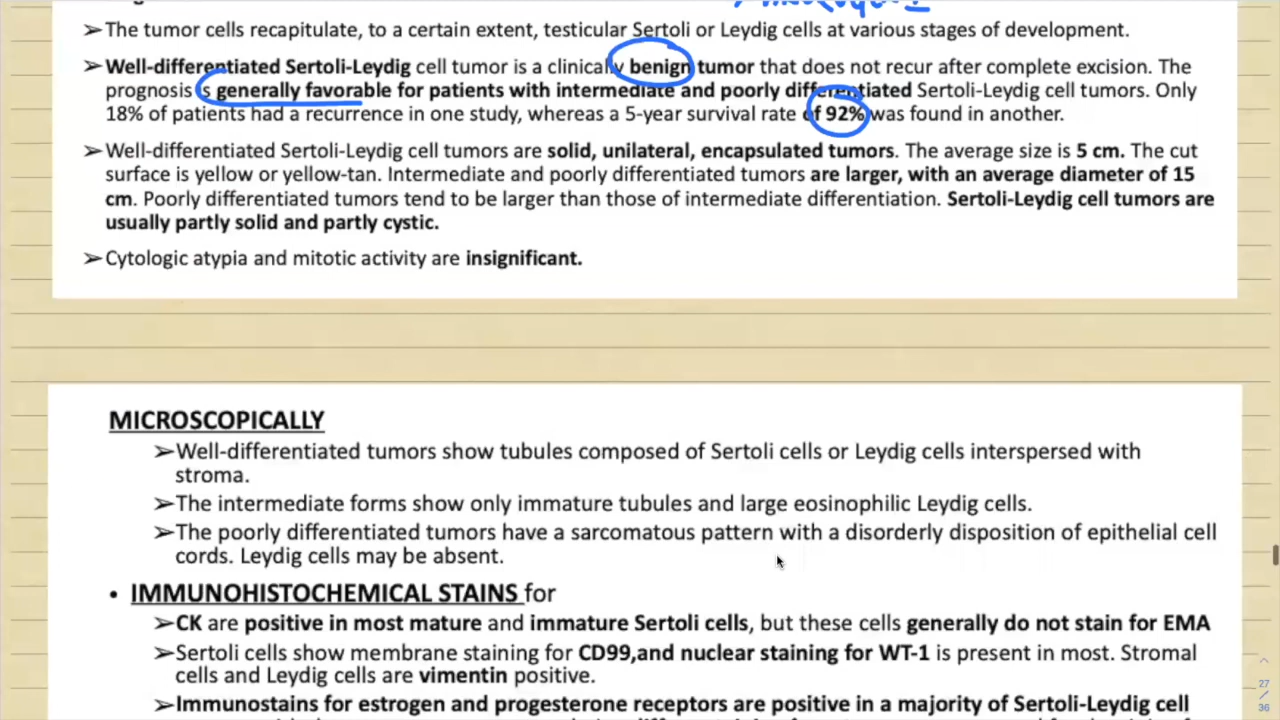 ➢The tumor cells recapitulate, to a certain extent, testicular Sertoli or Leydig cells at various stages of development.
➢Well-differentiated Sertoli-Leydig cell tumor is a clinically benign tumor that does not recur after complete excision. The
prognosis is generally favorable for patients with intermediate and poorly differentiated Sertoli-Leydig cell tumors. Only
18% of patients had a recurrence in one study, whereas a 5-year survival rate of 92% was found in another.
➢Well-differentiated Sertoli-Leydig cell tumors are solid, unilateral, encapsulated tumors. The average size is 5 cm. The cut
surface is yellow or yellow-tan. Intermediate and poorly differentiated tumors are larger, with an average diameter of 15
cm. Poorly differentiated tumors tend to be larger than those of intermediate differentiation. Sertoli-Leydig cell tumors are
usually partly solid and partly cystic.
➢Cytologic atypia and mitotic activity are insignificant.
MICROSCOPICALLY
➢Well-differentiated tumors show tubules composed of Sertoli cells or Leydig cells interspersed with
stroma.
➢The intermediate forms show only immature tubules and large eosinophilic Leydig cells.
➢The poorly differentiated tumors have a sarcomatous pattern with a disorderly disposition of epithelial cell
cords. Leydig cells may be absent.
• IMMUNOHISTOCHEMICAL STAINS for
➢CK are positive in most mature and immature Sertoli cells, but these cells generally do not stain for EMA
➢Sertoli cells show membrane staining for CD99,and nuclear staining for WT-1 is present in most. Stromal
cells and Leydig cells are vimentin positive.
➢Immunostains for estrogen and progesterone receptors are positive in a majority of Sertoli-Leydig cell
27
/
36